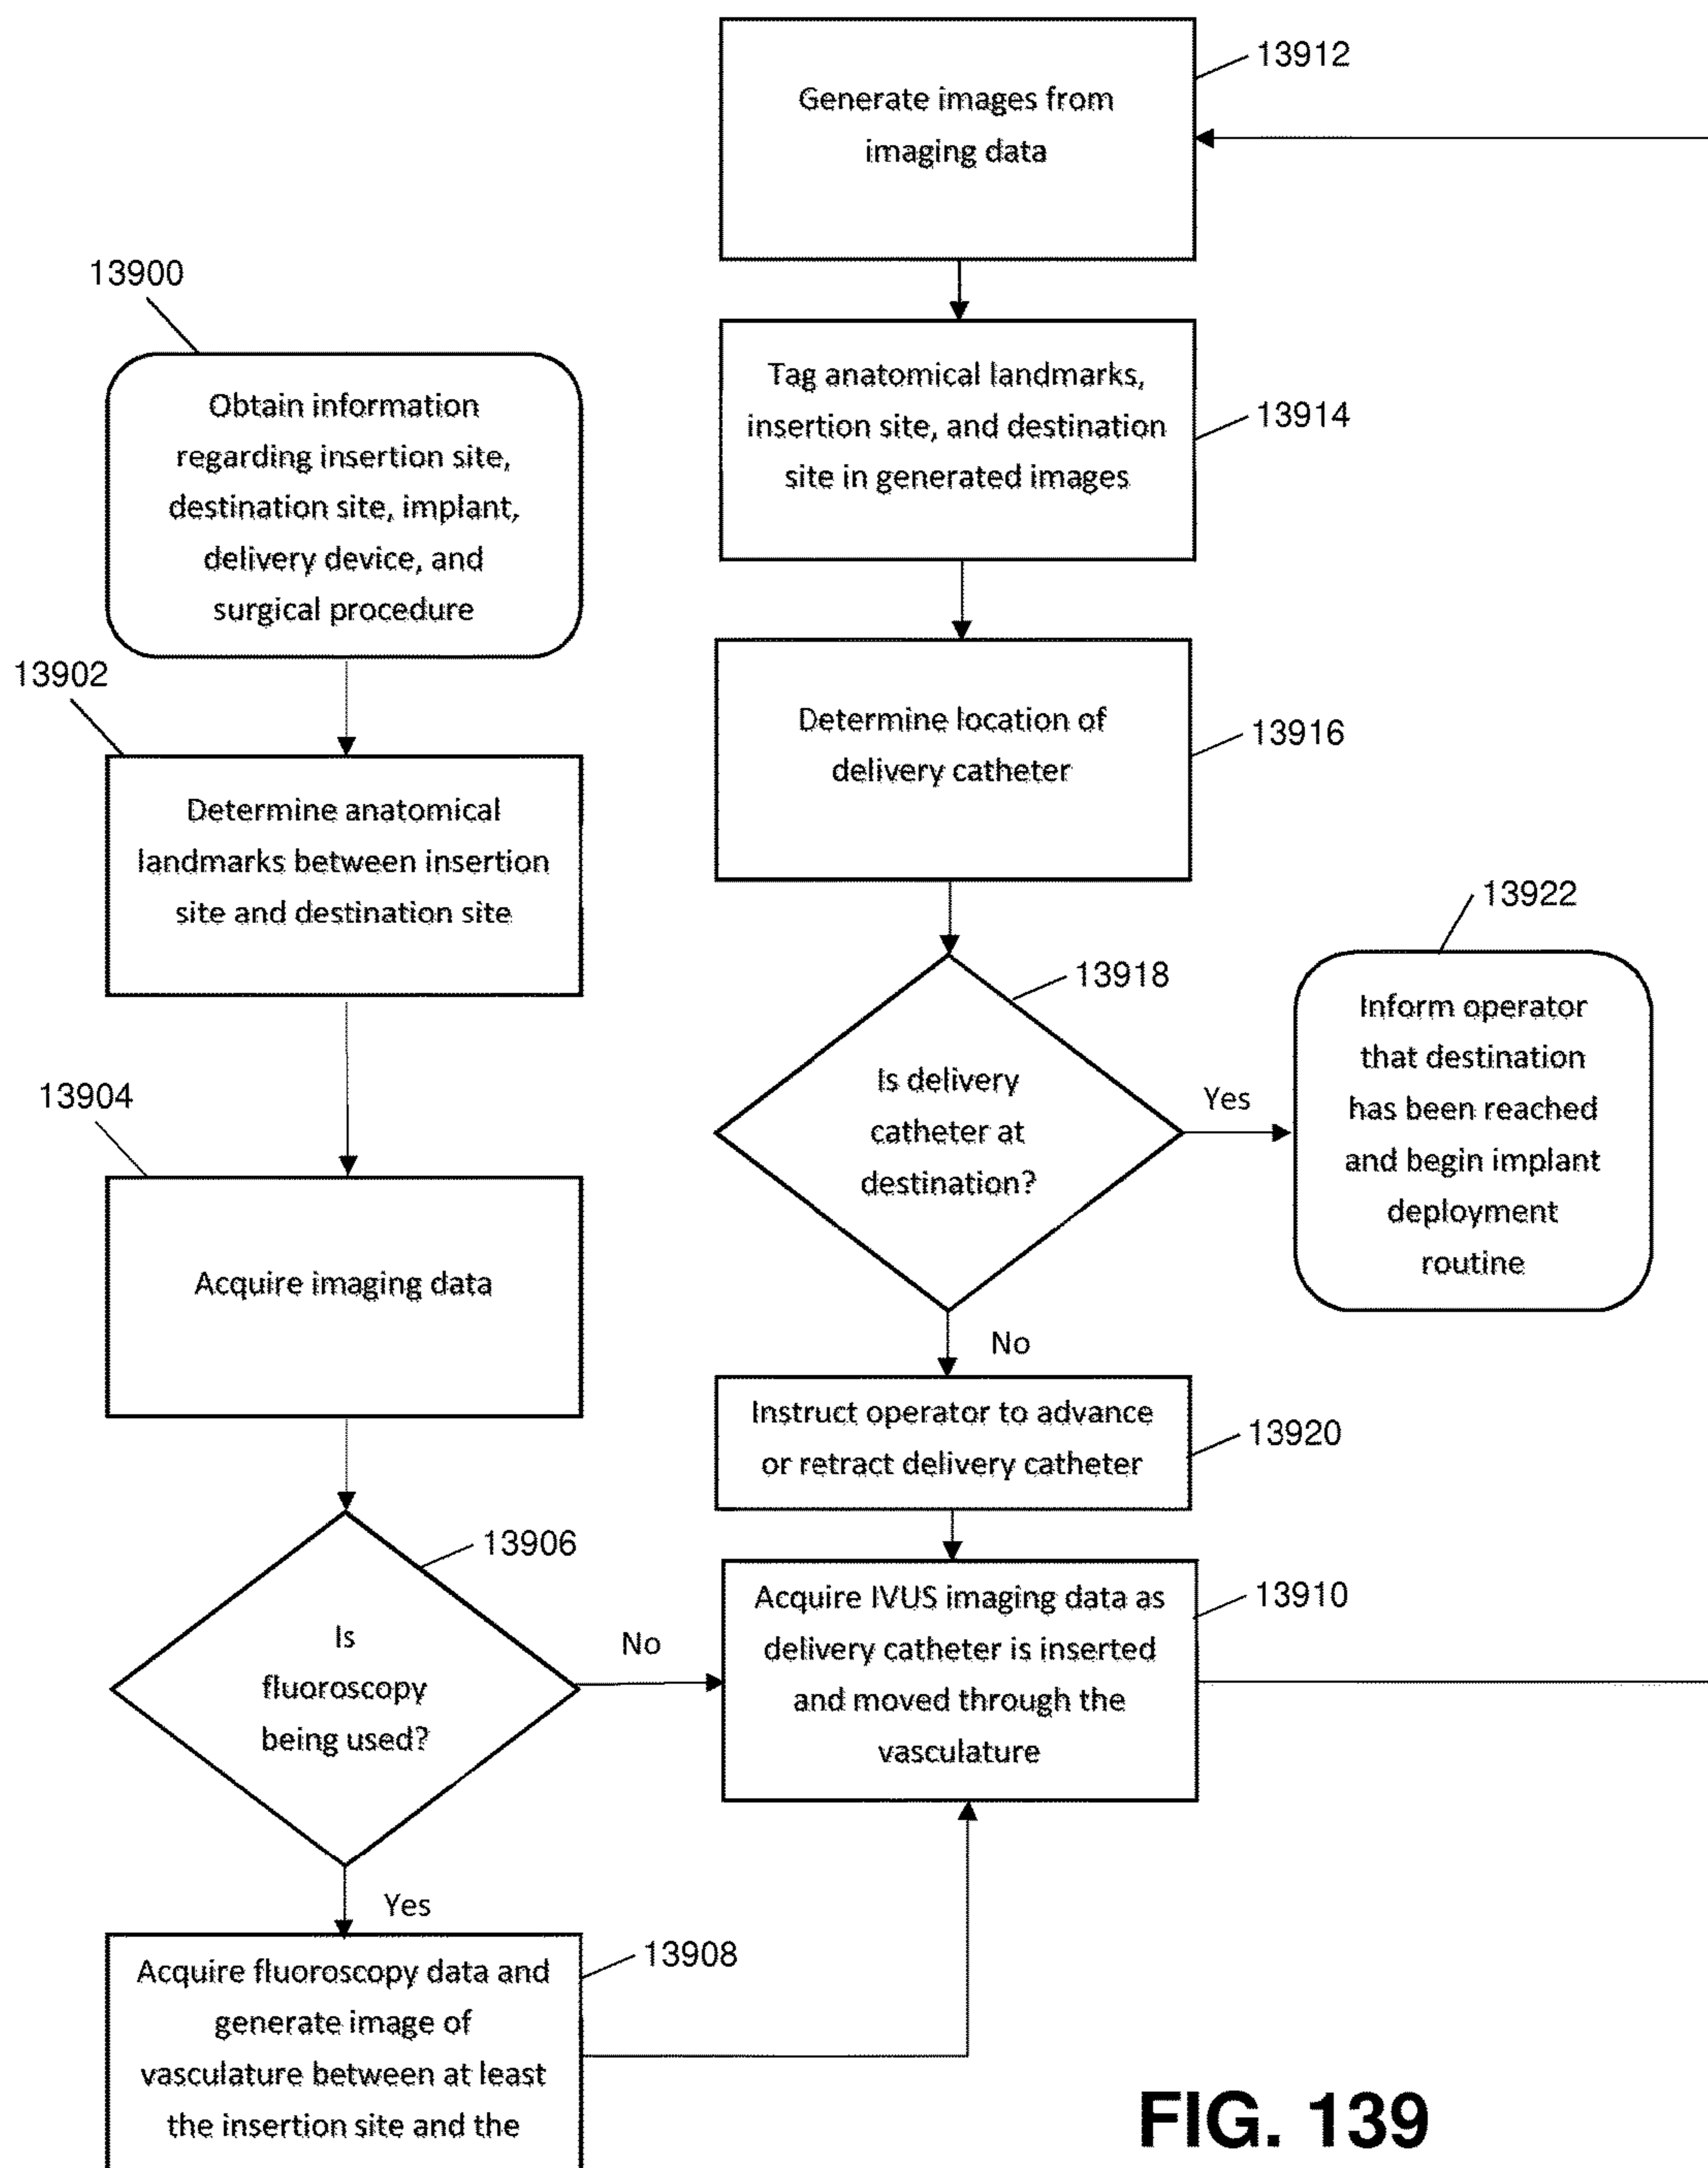 13900
Obtain information
regarding insertion site,
destination site, implant,
delivery device, and
surgical procedure
13902
Determine anatomical
landmarks between insertion
site and destination site
13904
Acquire imaging data
13906
Is
fluoroscopy
being used?
No
Yes
13908
Acquire fluoroscopy data and
generate image of
vasculature between at least
the insertion site and the
13912
Generate images from
imaging data
13914
Tag anatomical landmarks,
insertion site, and destination
site in generated images
13916
Determine location of
delivery catheter
13918
Is delivery
catheter at
destination?
Yes
No
13922
Inform operator
that destination
has been reached
and begin implant
deployment
routine
13920
Instruct operator to advance
or retract delivery catheter
13910
Acquire IVUS imaging data as
delivery catheter is inserted
and moved through the
vasculature
FIG. 139